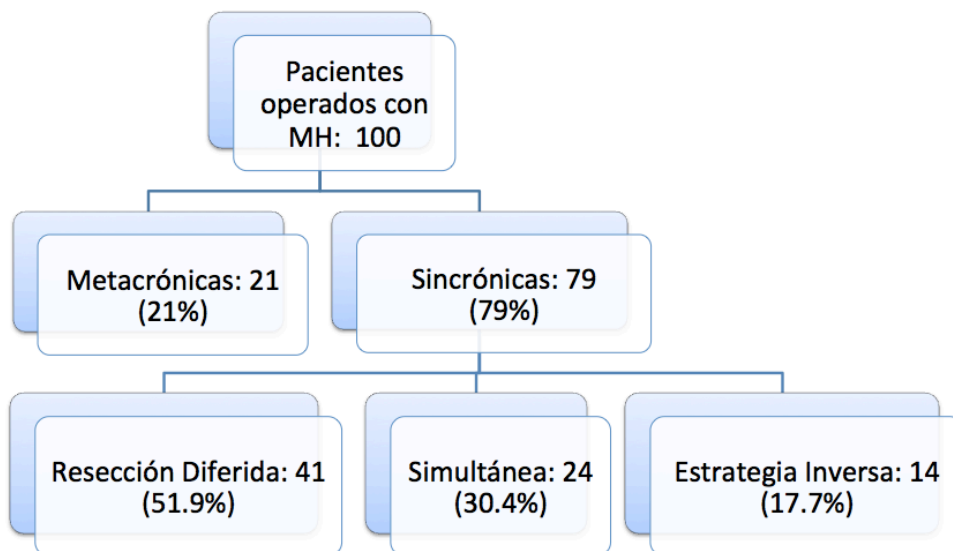 Pacientes
operados con
MH: 100
Metacrónicas: 21
(21%)
Sincrónicas: 79
(79%)
Resección Diferida: 41
(51.9%)
Simultánea: 24
(30.4%)
Estrategia Inversa: 14
(17.7%)